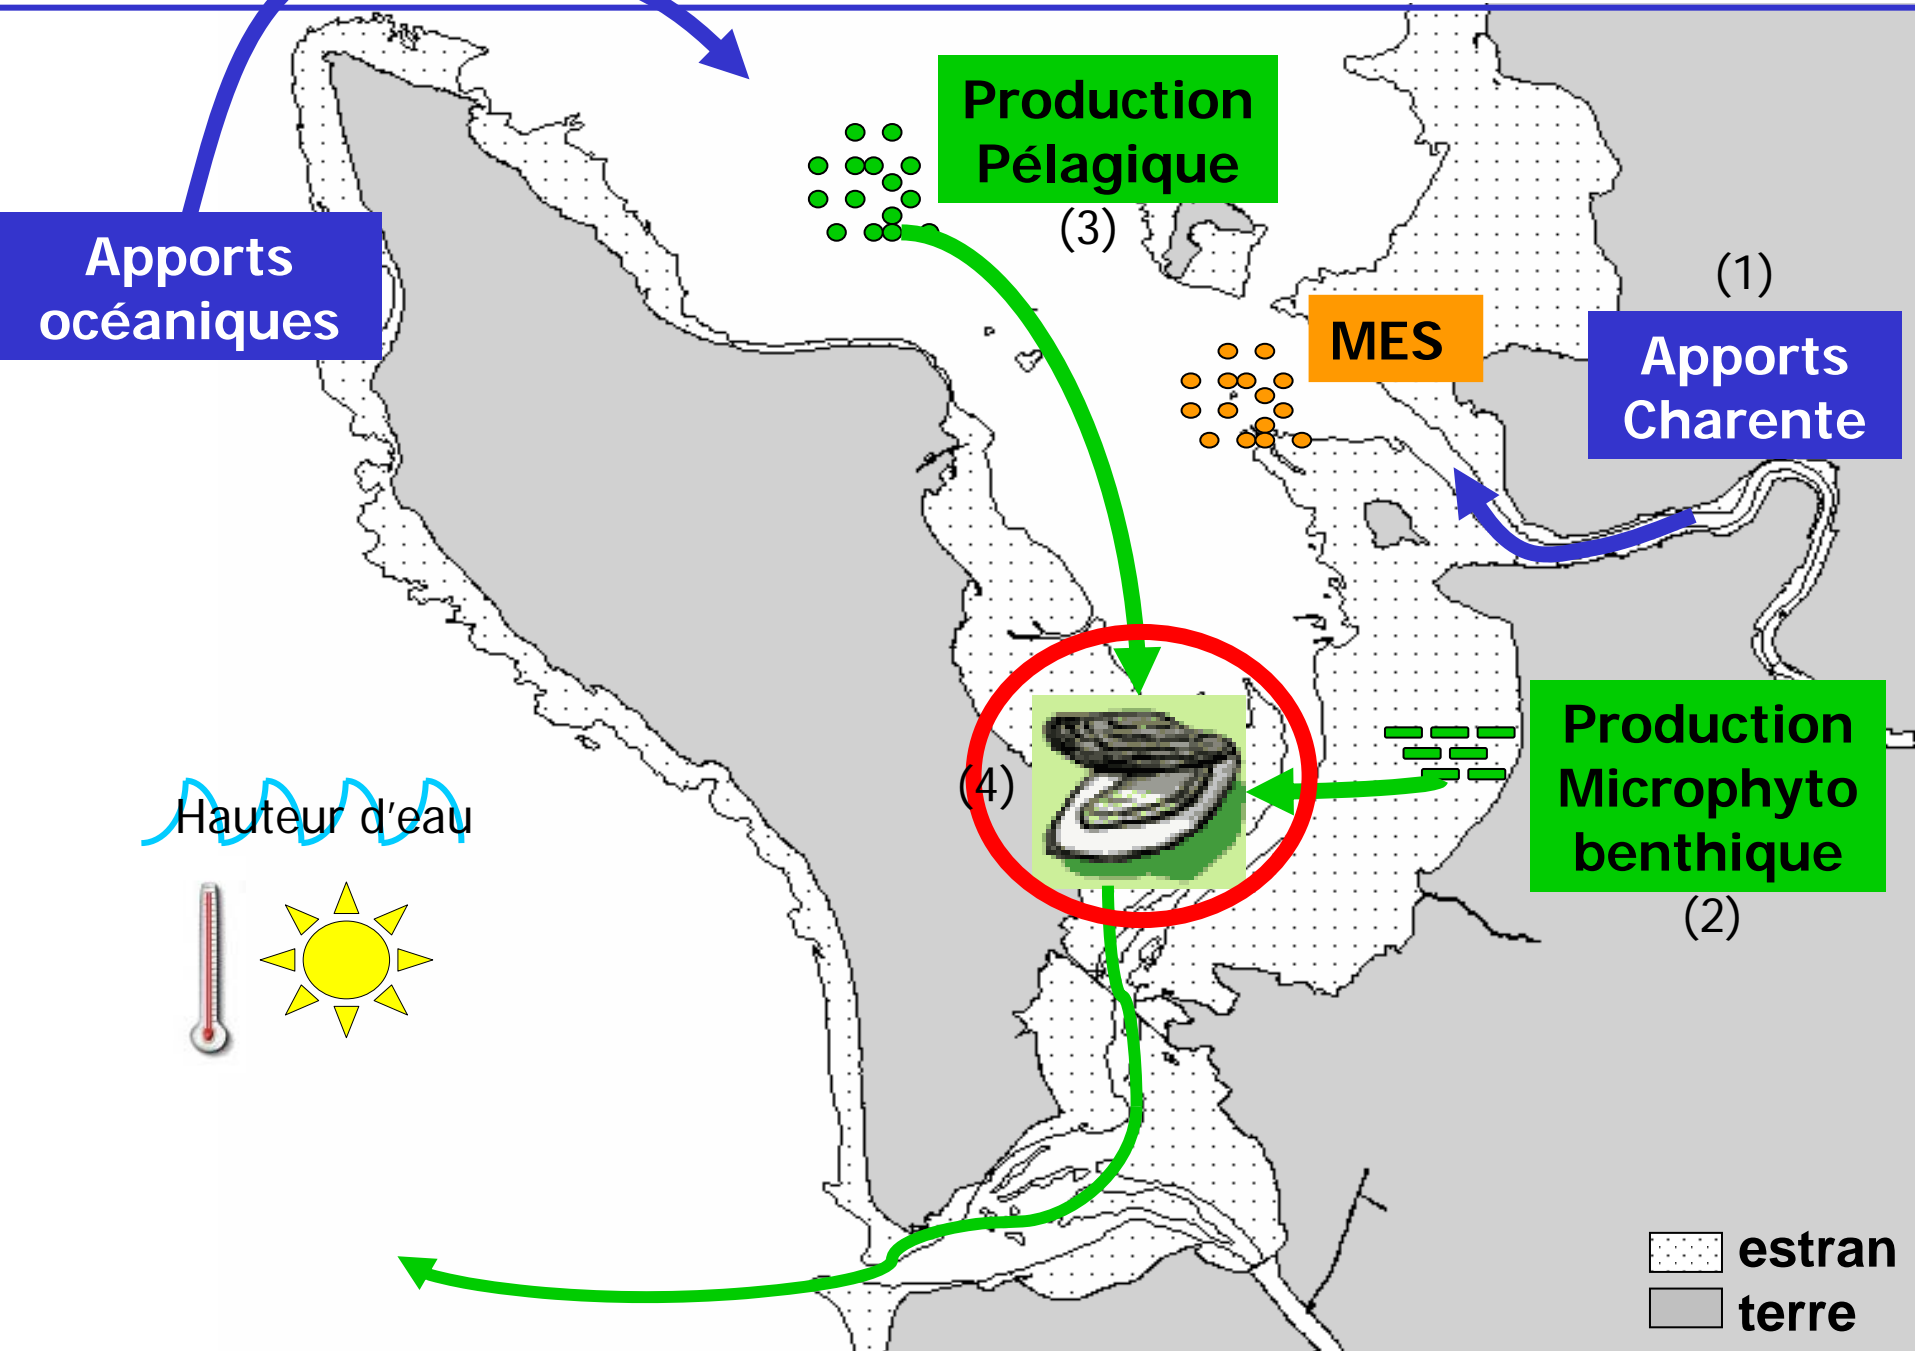 Production
Pélagique
(3)
Apports
océaniques
(1)
MES
Apports
Charente
(4)
Production
Microphyto
benthique
(2)
Hauteur d'eau
estran
terre